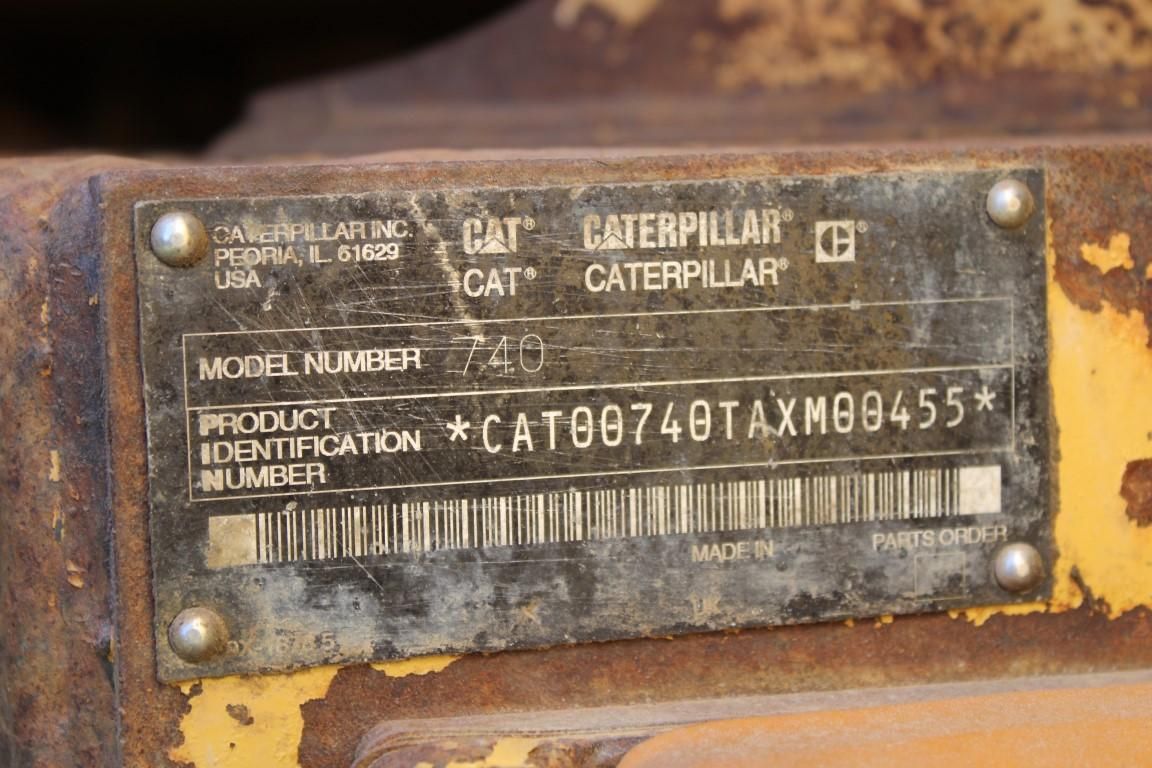 CATERPILLAR INC.
PEORIA, IL 61629
USA
CAT® CATERPILLAR® C®
CAT® CATERPILLAR®
MODEL NUMBER 740
PRODUCT
IDENTIFICATION
NUMBER
*CAT00740TAXM00455*
MADE IN
PARTS ORDER